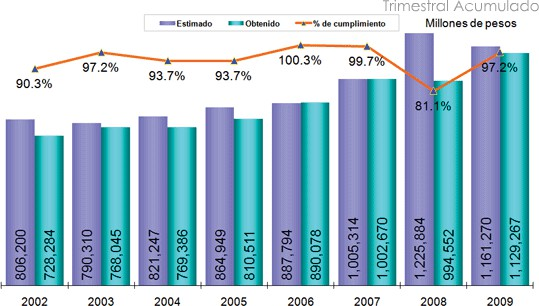 Trimestral Acumulado
Estimado Obtenido % de cumplimiento
Millones de pesos
90.3% 97.2% 93.7% 93.7% 100.3% 99.7% 81.1% 97.2%
806,200 728,284 790,310 768,045 821,247 769,386 864,949 810,511 887,794 890,078 1,005,314 1,002,670 1,225,884 994,552 1,161,270 1,129,267
2002 2003 2004 2005 2006 2007 2008 2009